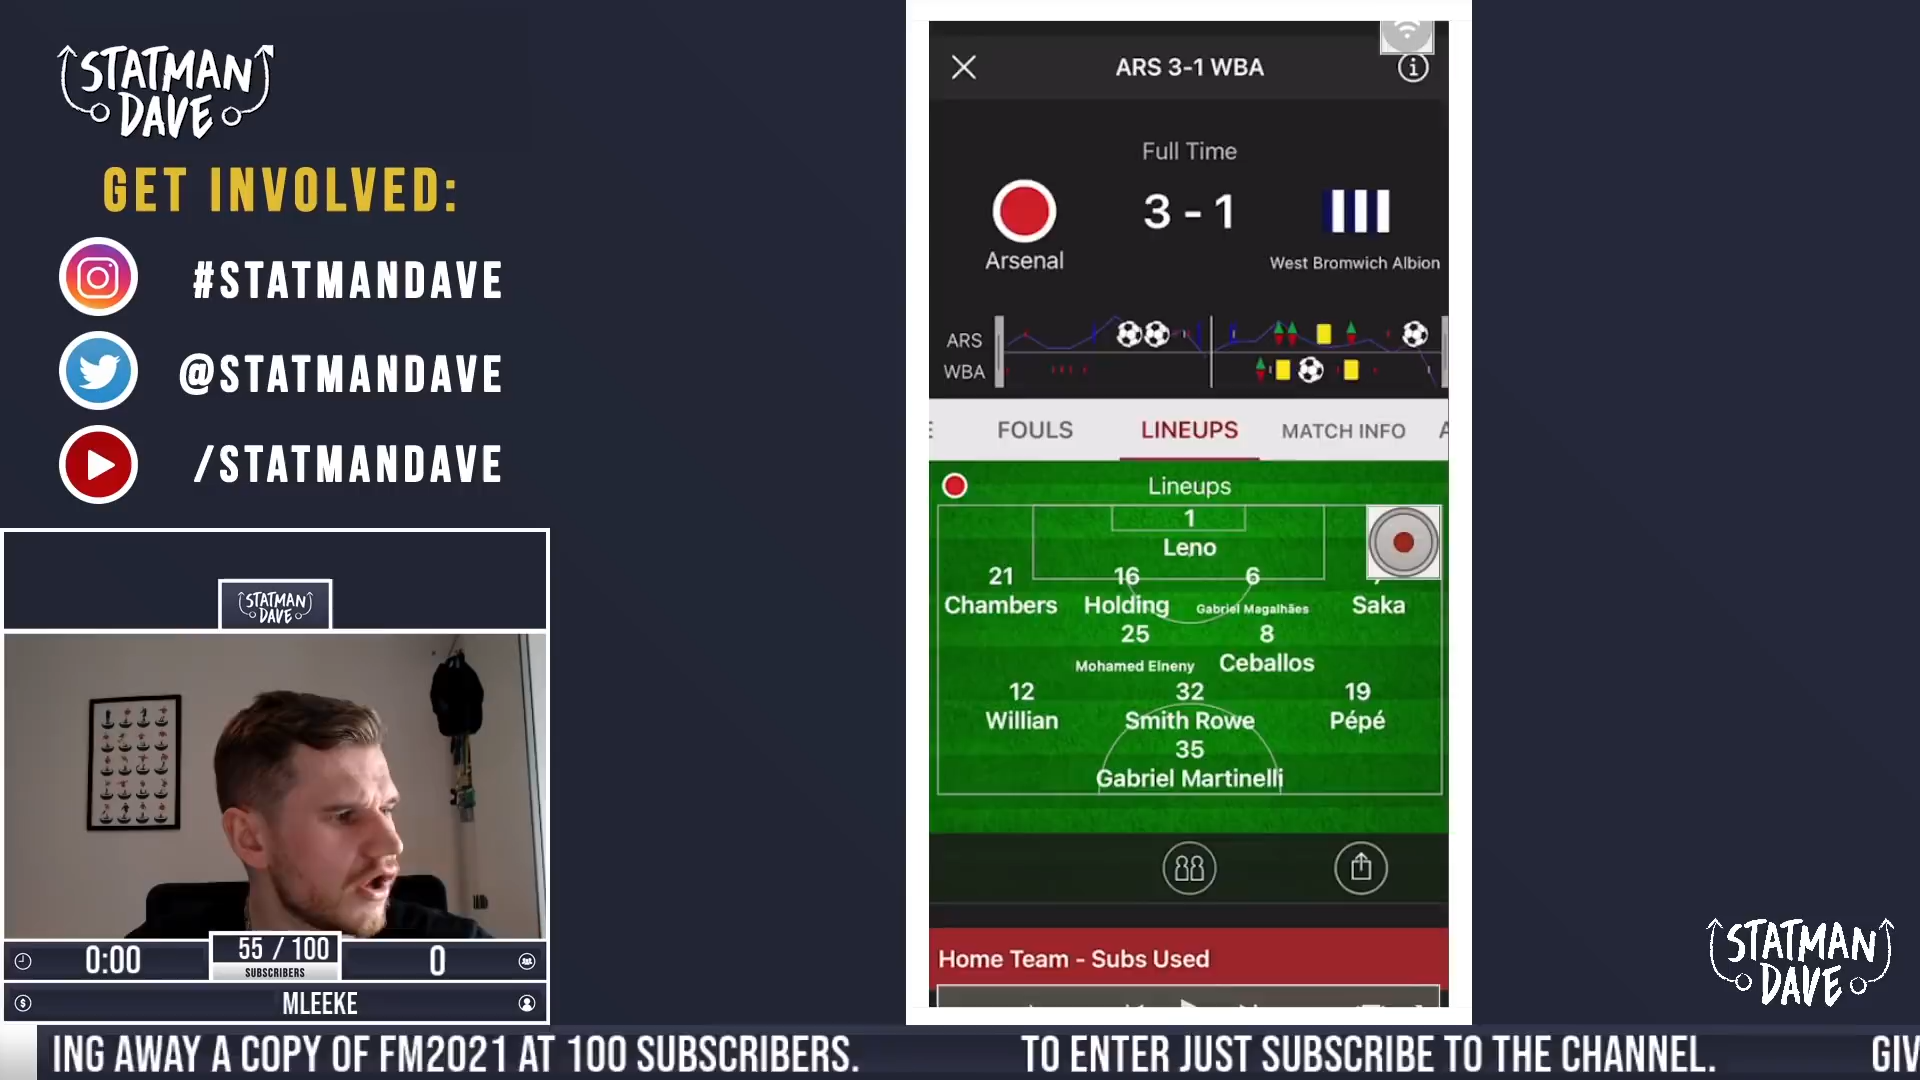 STATMAN
DAVE
GET INVOLVED:
#STATMANDAVE
@STATMANDAVE
/STATMANDAVE
STATMAN
DAVE
0:00
55 / 100
SUBSCRIBERS
0
MLEEKE
ARS 3-1 WBA
Full Time
3 - 1
Arsenal
West Bromwich Albion
ARS
WBA
FOULS
LINEUPS
MATCH INFO
Lineups
1
Leno
21
16
6
Chambers
Holding
Gabriel Magalhães
Saka
25
8
Mohamed Elneny
Ceballos
12
32
19
Willian
Smith Rowe
Pépé
35
Gabriel Martinelli
Home Team - Subs Used
STATMAN
DAVE
ING AWAY A COPY OF FM2021 AT 100 SUBSCRIBERS. TO ENTER JUST SUBSCRIBE TO THE CHANNEL. GIV